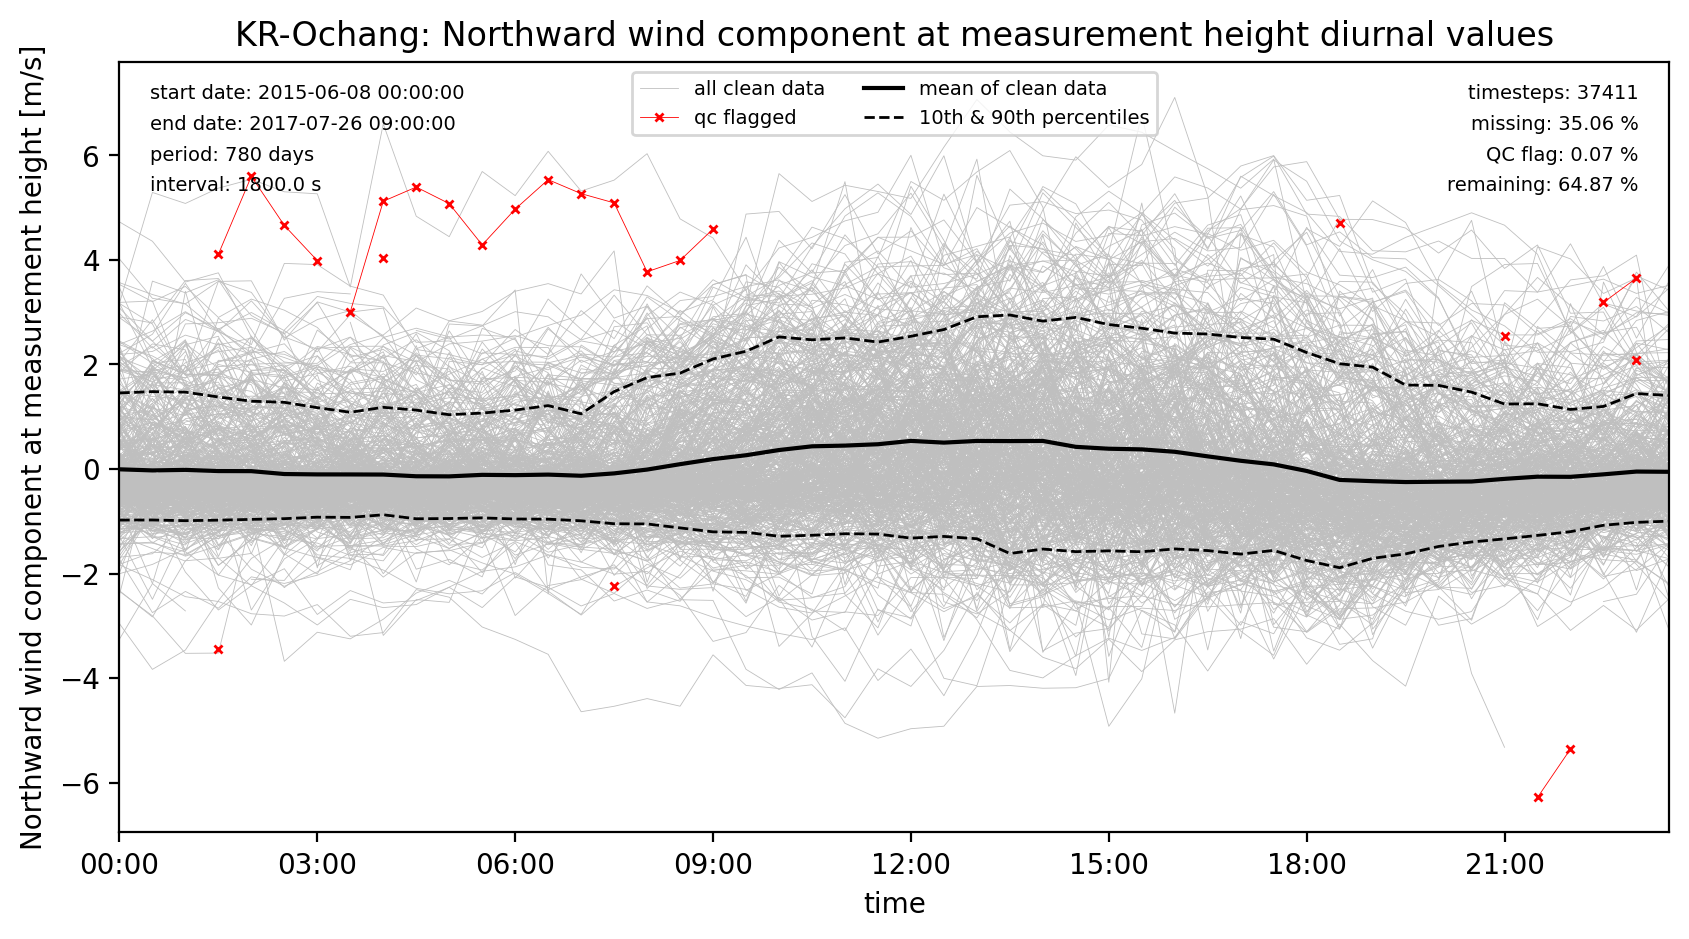 KR-Ochang: Northward wind component at measurement height diurnal values
Northward wind component at measurement height [m/s]
start date: 2015-06-08 00:00:00
end date: 2017-07-26 09:00:00
period: 780 days
interval: 1800.0 s
all clean data
qc flagged
mean of clean data
10th & 90th percentiles
timesteps: 37411
missing: 35.06 %
QC flag: 0.07 %
remaining: 64.87 %
6
4
2
0
−2
−4
−6
00:00
03:00
06:00
09:00
12:00
15:00
18:00
21:00
time